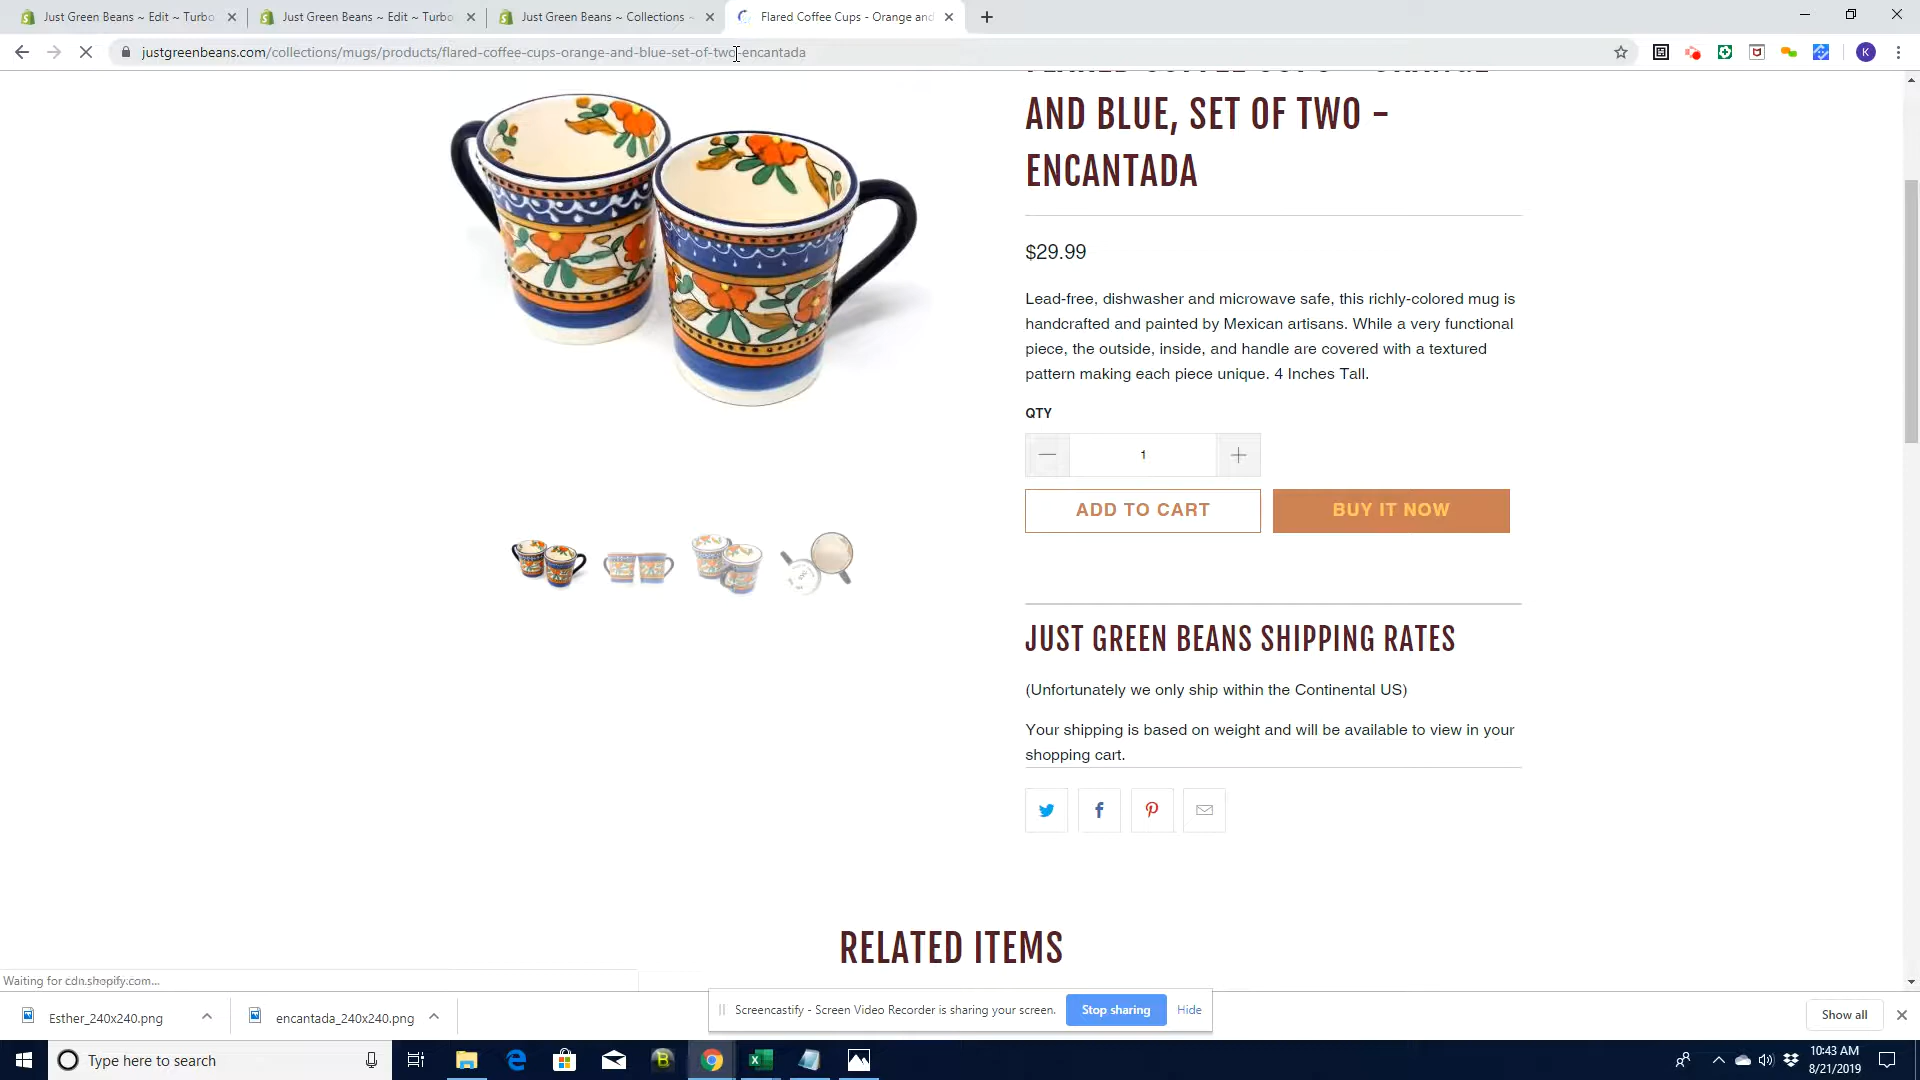 Just Green Beans ~ Edit ~ Turbo
Just Green Beans ~ Edit ~ Turbo
Just Green Beans ~ Collections ~
Flared Coffee Cups - Orange and
justgreenbeans.com/collections/mugs/products/flared-coffee-cups-orange-and-blue-set-of-two-encantada
K
AND BLUE, SET OF TWO -
ENCANTADA
$29.99
Lead-free, dishwasher and microwave safe, this richly-colored mug is
handcrafted and painted by Mexican artisans. While a very functional
piece, the outside, inside, and handle are covered with a textured
pattern making each piece unique. 4 Inches Tall.
QTY
1
ADD TO CART
BUY IT NOW
JUST GREEN BEANS SHIPPING RATES
(Unfortunately we only ship within the Continental US)
Your shipping is based on weight and will be available to view in your
shopping cart.
RELATED ITEMS
Waiting for cdn.shopify.com...
Esther_240x240.png
encantada_240x240.png
Screencastify - Screen Video Recorder is sharing your screen.
Stop sharing
Hide
Show all
Type here to search
10:43 AM
8/21/2019